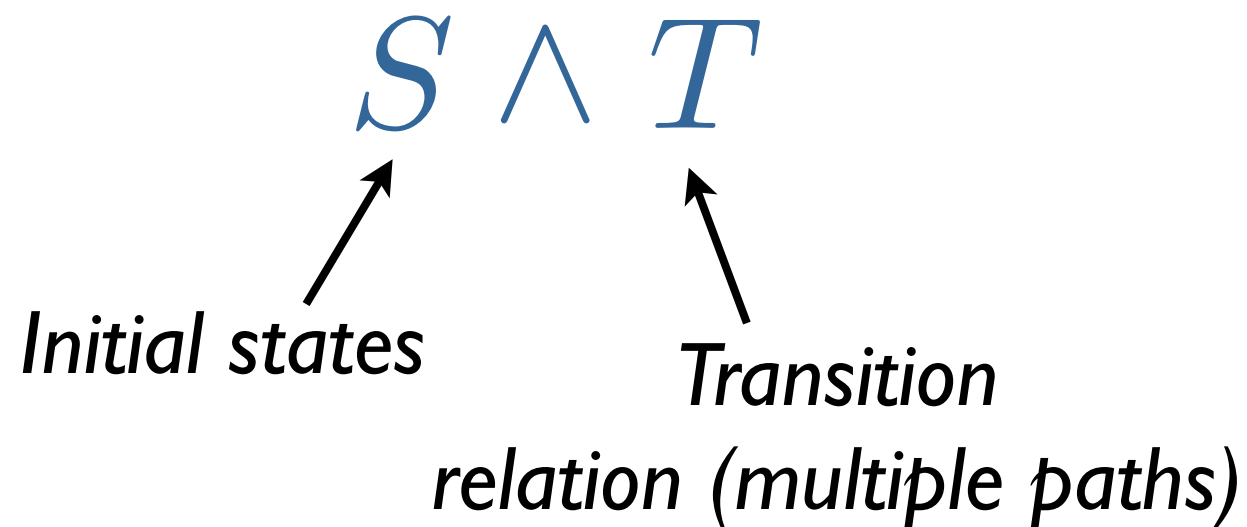 S ∧ T
Initial states
Transition
relation (multiple paths)